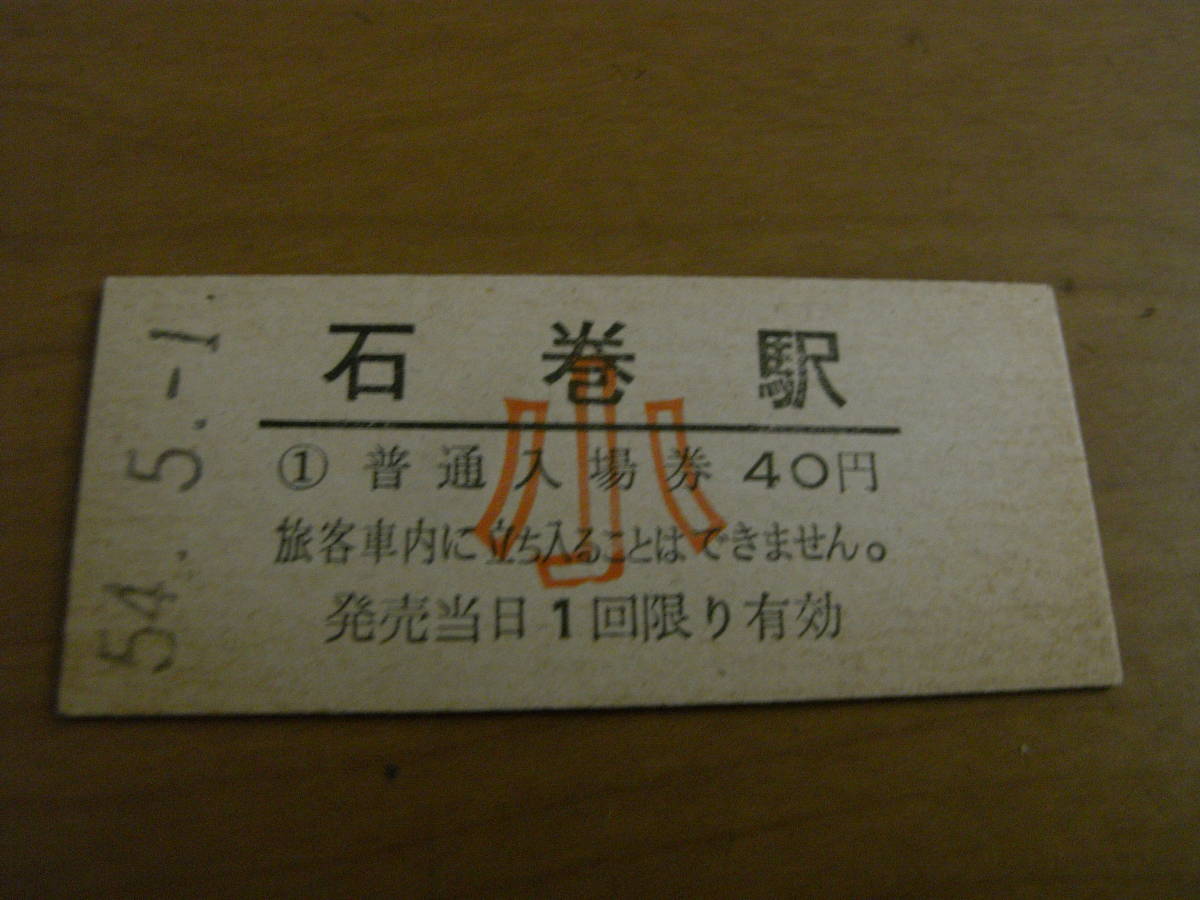 石巻駅
① 普通入場券 40円
旅客車内に立ち入ることはできません。
発売当日1回限り有効
小
54.5.-1